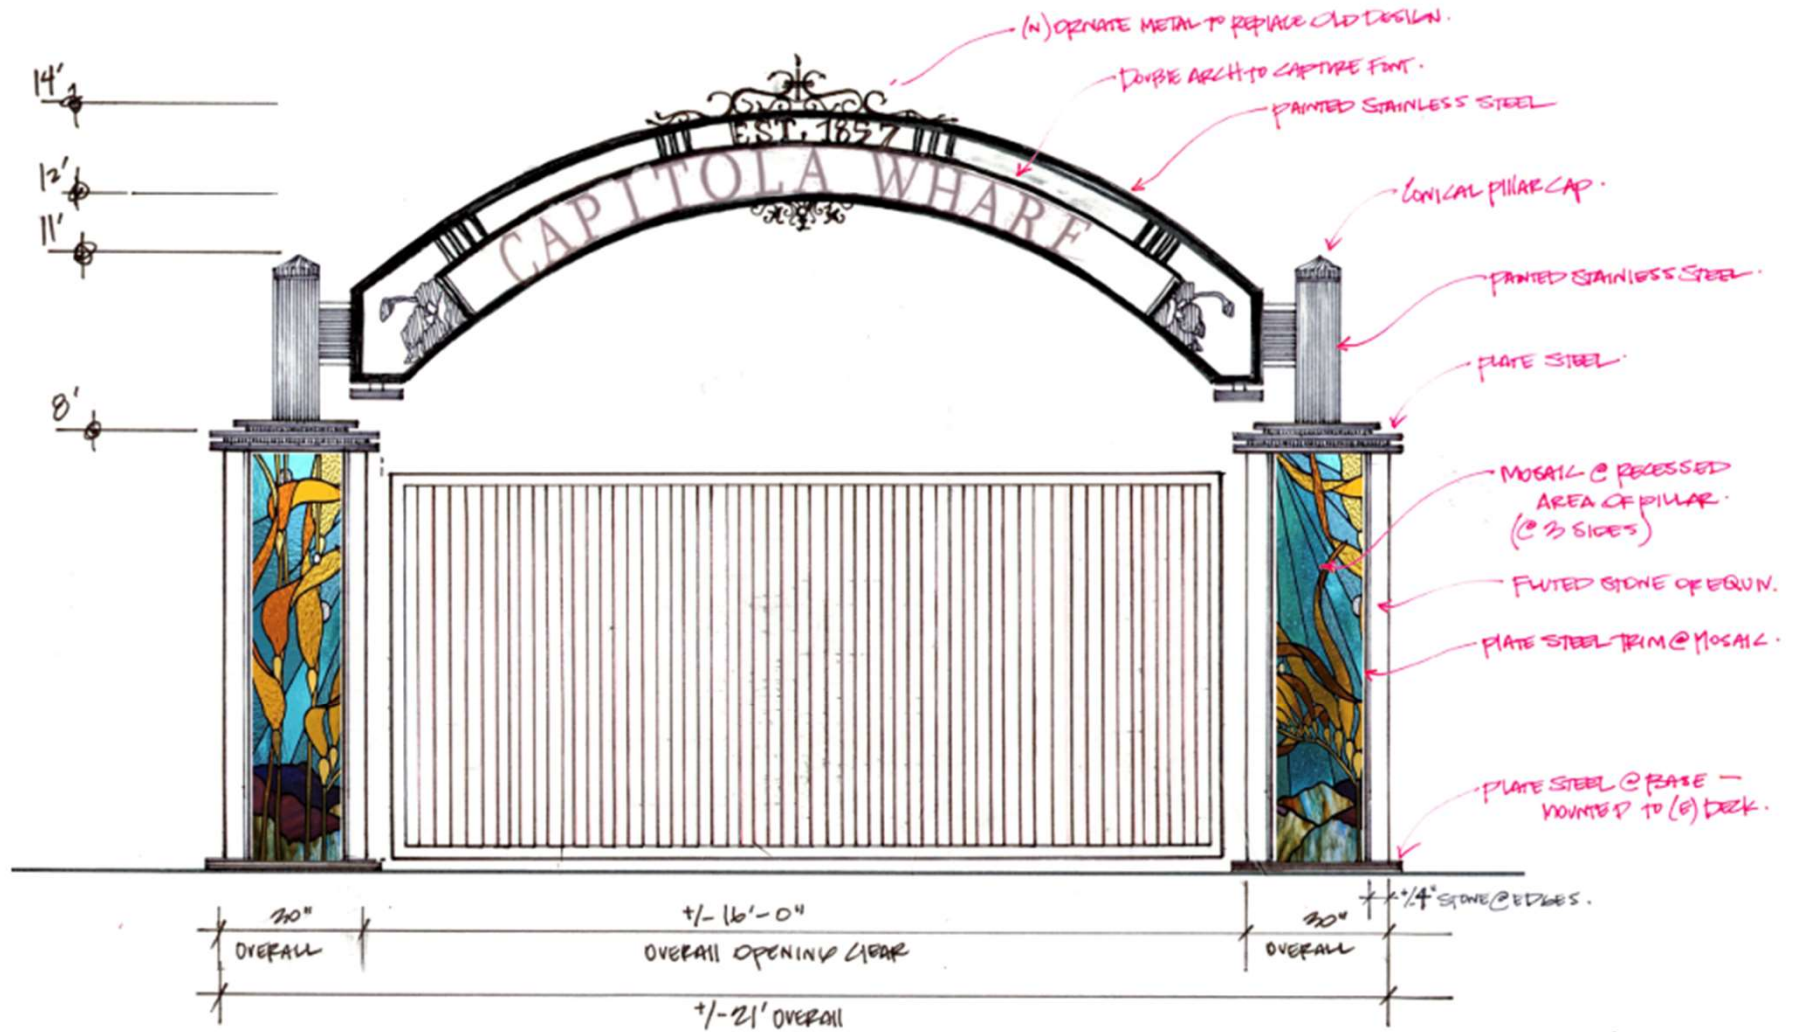 (N) ORNATE METAL TO REPLACE OLD DESIGN.
DOUBLE ARCH TO CAPTURE FONT.
PAINTED STAINLESS STEEL
14'
12'
11'
8'
EST. 1857
CAPITOLA WHARF
CONICAL PILLAR CAP.
PAINTED STAINLESS STEEL.
PLATE STEEL.
MOSAIC @ RECESSED
AREA OF PILLAR.
(@ 3 SIDES)
FLUTED STONE OR EQUIV.
PLATE STEEL TRIM @ MOSAIC.
PLATE STEEL @ BASE —
MOUNTED TO (E) DECK.
+/-4" STONE @ EDGES.
30"
OVERALL
+/- 16'-0"
OVERALL OPENING CLEAR
30"
OVERALL
+/- 21' OVERALL